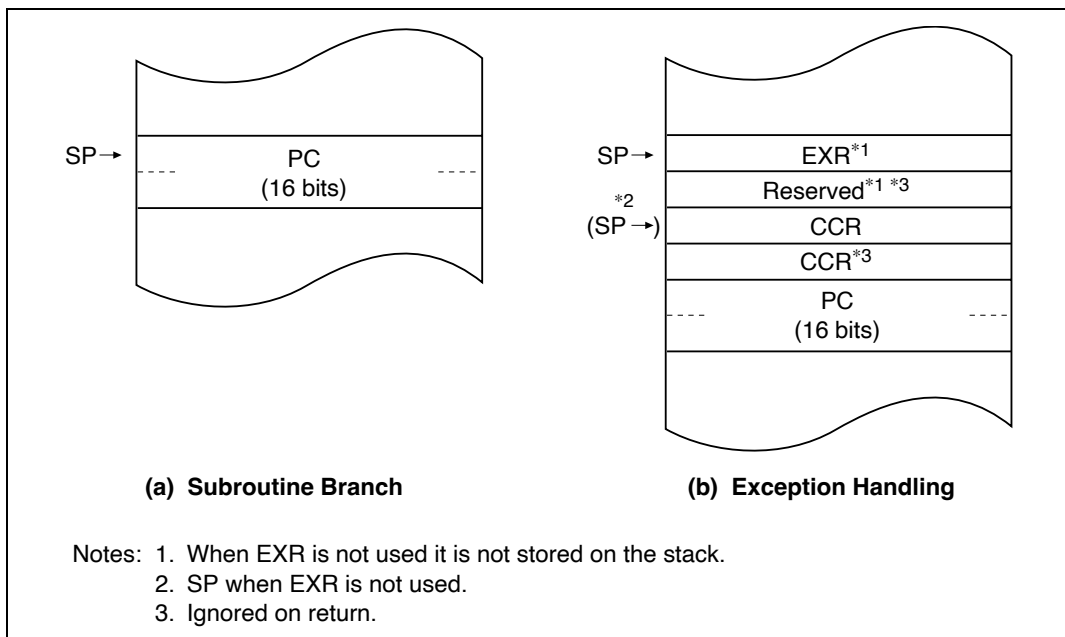 SP→
PC
(16 bits)
(a) Subroutine Branch
SP→
*2
(SP→)
EXR*1
Reserved*1 *3
CCR
CCR*3
PC
(16 bits)
(b) Exception Handling
Notes: 1. When EXR is not used it is not stored on the stack.
2. SP when EXR is not used.
3. Ignored on return.